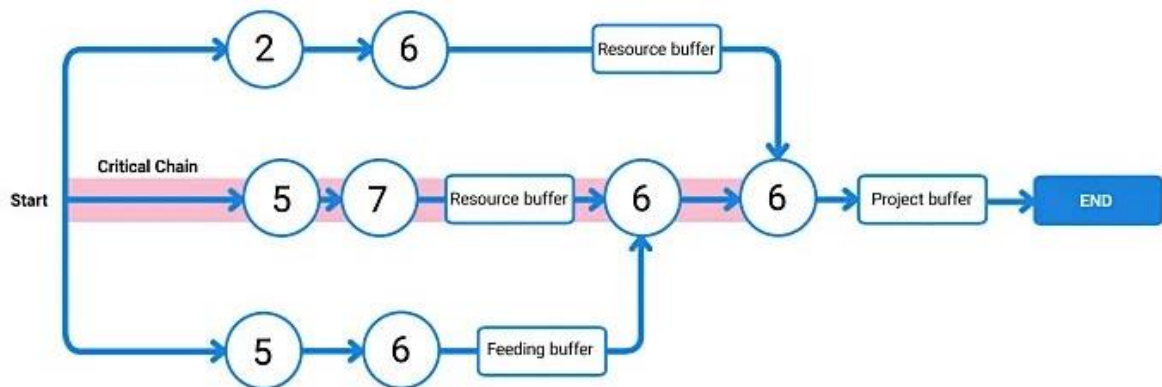 2
6
Resource buffer
Critical Chain
Start
5
7
Resource buffer
6
6
Project buffer
END
5
6
Feeding buffer